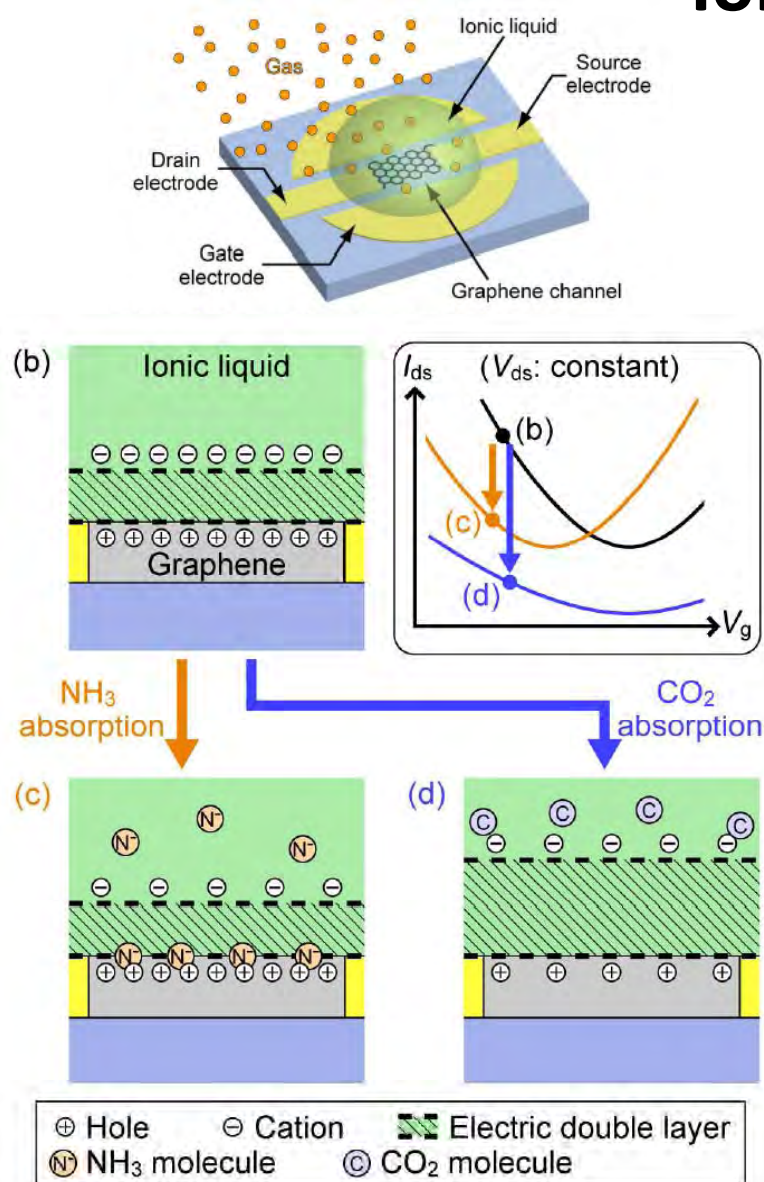 Ionic liquid
Source
electrode
Gas
Drain
electrode
Gate
electrode
Graphene channel
(b)
Ionic liquid
⊖ ⊖ ⊖ ⊖ ⊖ ⊖ ⊖ ⊖ ⊖
⊕ ⊕ ⊕ ⊕ ⊕ ⊕ ⊕ ⊕ ⊕
Graphene
Ids (Vds: constant)
(b)
(c)
(d)
Vg
NH3
absorption
CO2
absorption
(c)
N⁻ N⁻ N⁻
⊖ ⊖ ⊖ ⊖ ⊖
N⁻ N⁻ N⁻ N⁻
⊕ ⊕ ⊕ ⊕ ⊕ ⊕ ⊕ ⊕ ⊕
(d)
C C C C
⊖ ⊖ ⊖ ⊖ ⊖
⊕ ⊕ ⊕ ⊕ ⊕
⊕ Hole ⊖ Cation Electric double layer
N⁻ NH3 molecule C CO2 molecule